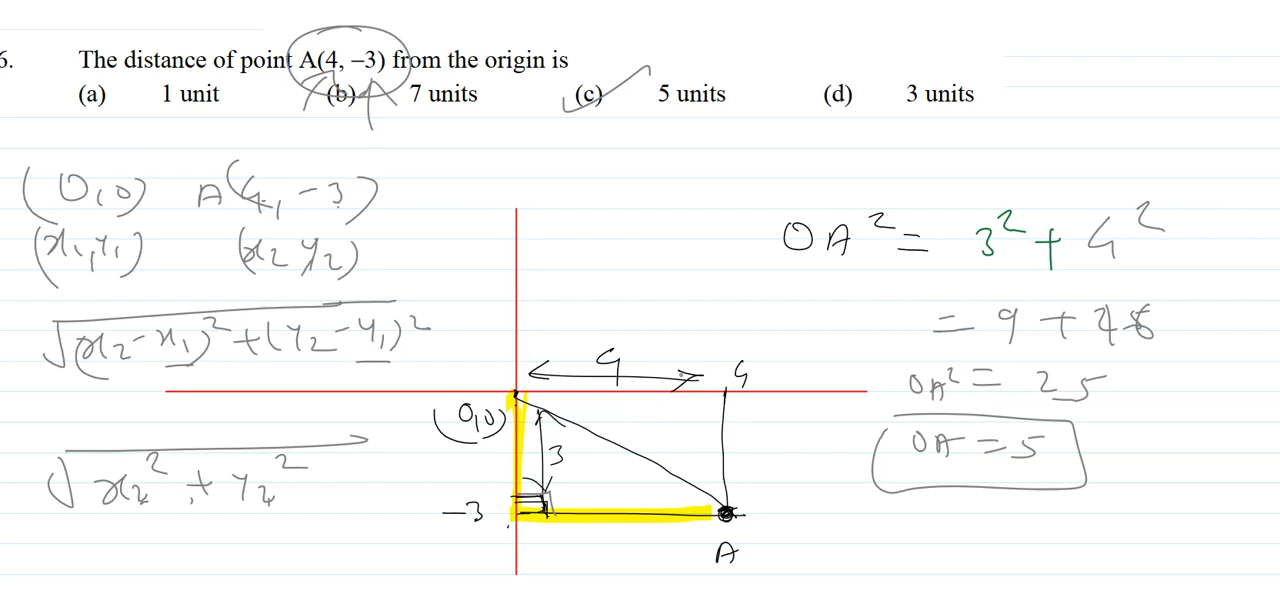 6. The distance of point A(4, –3) from the origin is
(a) 1 unit (b) 7 units (c) 5 units (d) 3 units
(0,0) A(4, -3)
(x₁,y₁) (x₂ y₂)
√(x₂-x₁)²+(y₂-y₁)²
√x₂²+y₂²
4
4
(0,0)
3
-3
A
OA² = 3² + 4²
= 9 +
OA² = 25
OA = 5